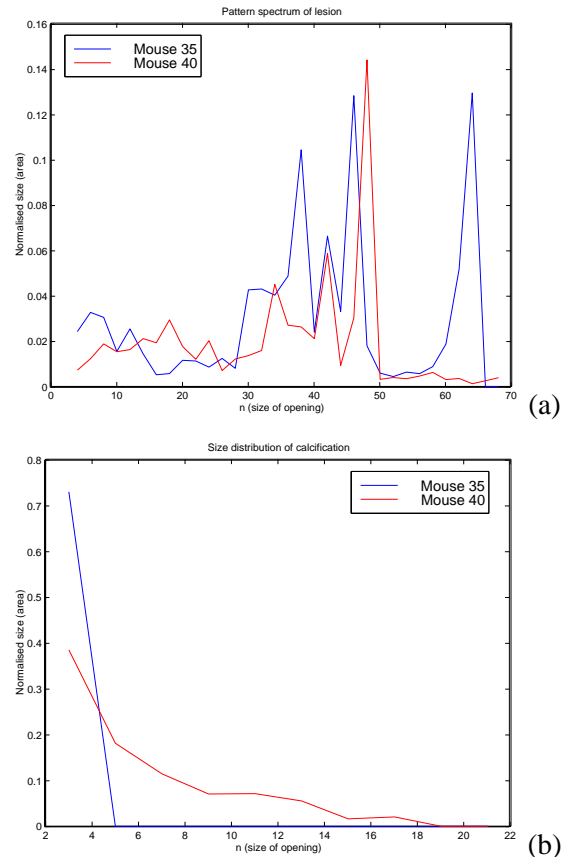 Pattern spectrum of lesion
0.16
0.14
0.12
0.1
0.08
0.06
0.04
0.02
0
Normalised size (area)
Mouse 35
Mouse 40
0 10 20 30 40 50 60 70
n (size of opening)
(a)
Size distribution of calcification
0.8
0.7
0.6
0.5
0.4
0.3
0.2
0.1
0
Normalised size (area)
Mouse 35
Mouse 40
2 4 6 8 10 12 14 16 18 20 22
n (size of opening)
(b)